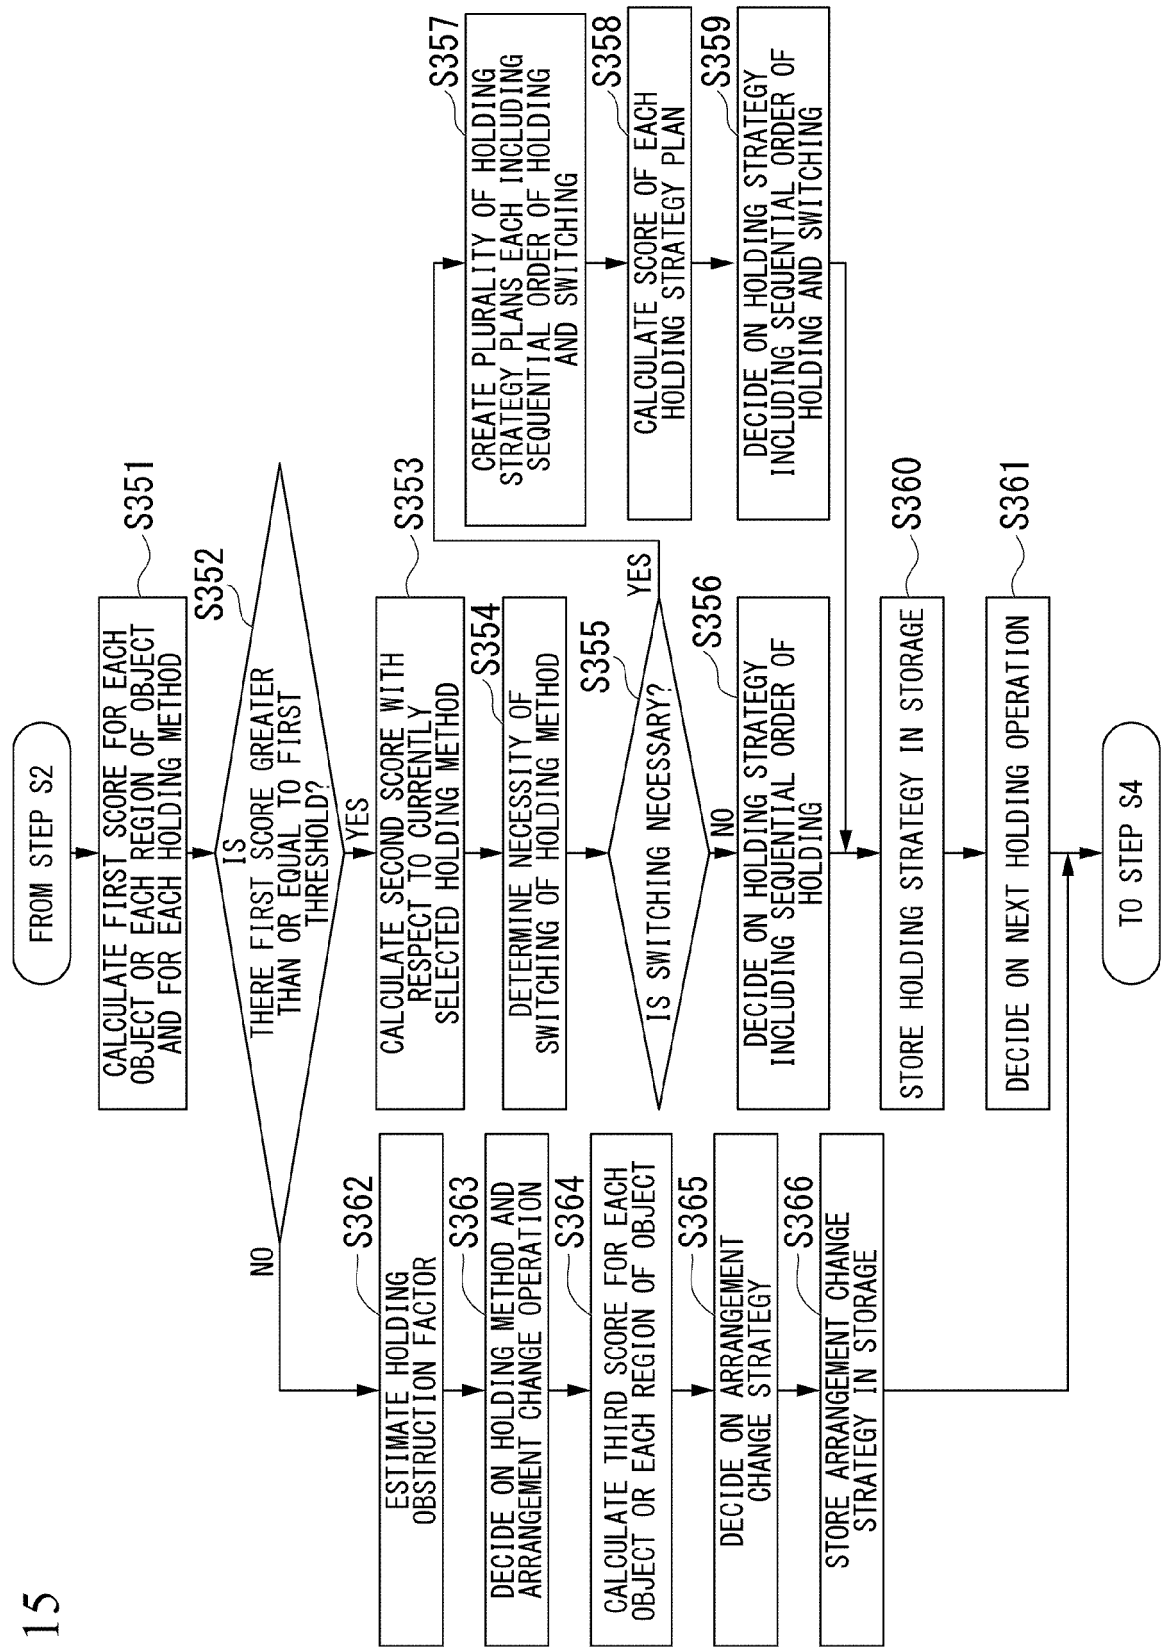 15
FROM STEP S2
S351
CALCULATE FIRST SCORE FOR EACH
OBJECT OR EACH REGION OF OBJECT
AND FOR EACH HOLDING METHOD
S352
IS
THERE FIRST SCORE GREATER
THAN OR EQUAL TO FIRST
THRESHOLD?
NO
YES
S353
CALCULATE SECOND SCORE WITH
RESPECT TO CURRENTLY
SELECTED HOLDING METHOD
S354
DETERMINE NECESSITY OF
SWITCHING OF HOLDING METHOD
S355
IS SWITCHING NECESSARY?
YES
NO
S356
DECIDE ON HOLDING STRATEGY
INCLUDING SEQUENTIAL ORDER OF
HOLDING
S357
CREATE PLURALITY OF HOLDING
STRATEGY PLANS EACH INCLUDING
SEQUENTIAL ORDER OF HOLDING
AND SWITCHING
S358
CALCULATE SCORE OF EACH
HOLDING STRATEGY PLAN
S359
DECIDE ON HOLDING STRATEGY
INCLUDING SEQUENTIAL ORDER OF
HOLDING AND SWITCHING
S360
STORE HOLDING STRATEGY IN STORAGE
S361
DECIDE ON NEXT HOLDING OPERATION
S362
ESTIMATE HOLDING
OBSTRUCTION FACTOR
S363
DECIDE ON HOLDING METHOD AND
ARRANGEMENT CHANGE OPERATION
S364
CALCULATE THIRD SCORE FOR EACH
OBJECT OR EACH REGION OF OBJECT
S365
DECIDE ON ARRANGEMENT
CHANGE STRATEGY
S366
STORE ARRANGEMENT CHANGE
STRATEGY IN STORAGE
TO STEP S4